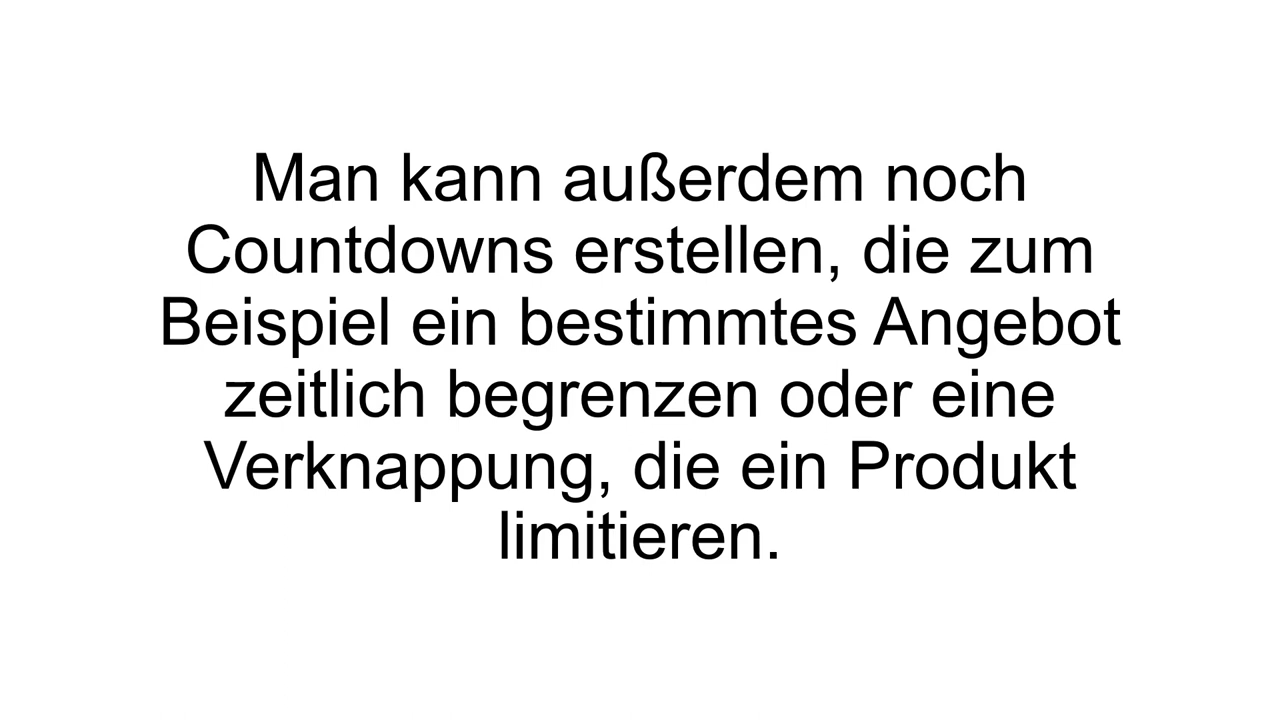 Man kann außerdem noch
Countdowns erstellen, die zum
Beispiel ein bestimmtes Angebot
zeitlich begrenzen oder eine
Verknappung, die ein Produkt
limitieren.